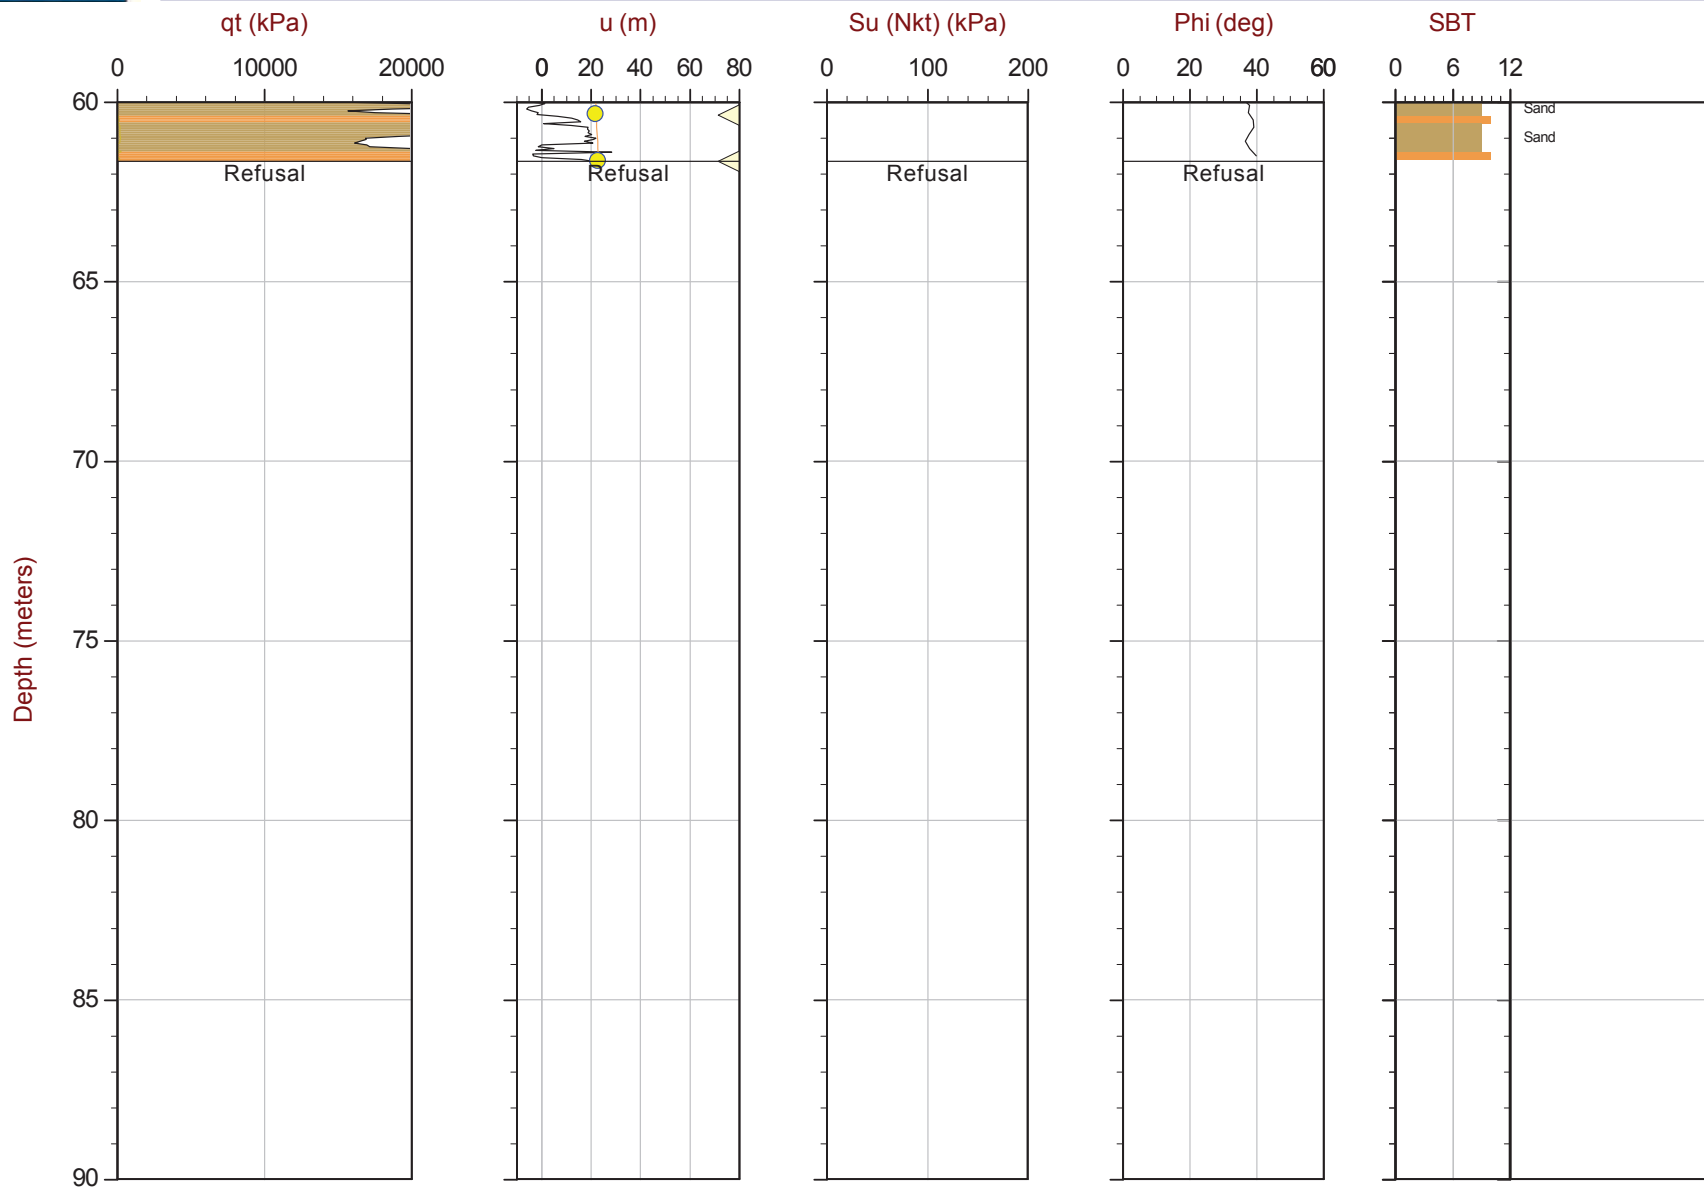 qt (kPa) u (m) Su (Nkt) (kPa) Phi (deg) SBT
0 10000 20000 0 20 40 60 80 0 100 200 0 20 40 60 0 6 12
60
Sand
Sand
Refusal Refusal Refusal Refusal
65
70
75
Depth (meters)
80
85
90